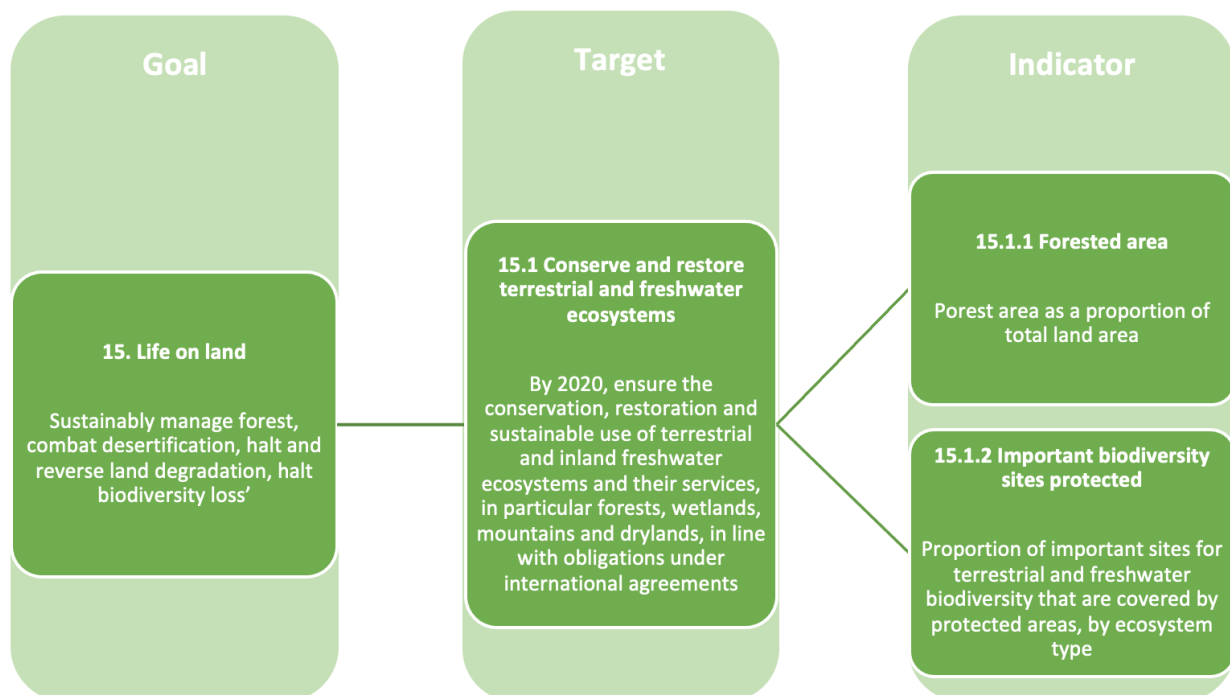 Goal
15. Life on land
Sustainably manage forest,
combat desertification, halt and
reverse land degradation, halt
biodiversity loss’
Target
15.1 Conserve and restore
terrestrial and freshwater
ecosystems
By 2020, ensure the
conservation, restoration and
sustainable use of terrestrial
and inland freshwater
ecosystems and their services,
in particular forests, wetlands,
mountains and drylands, in line
with obligations under
international agreements
Indicator
15.1.1 Forested area
Porest area as a proportion of
total land area
15.1.2 Important biodiversity
sites protected
Proportion of important sites for
terrestrial and freshwater
biodiversity that are covered by
protected areas, by ecosystem
type